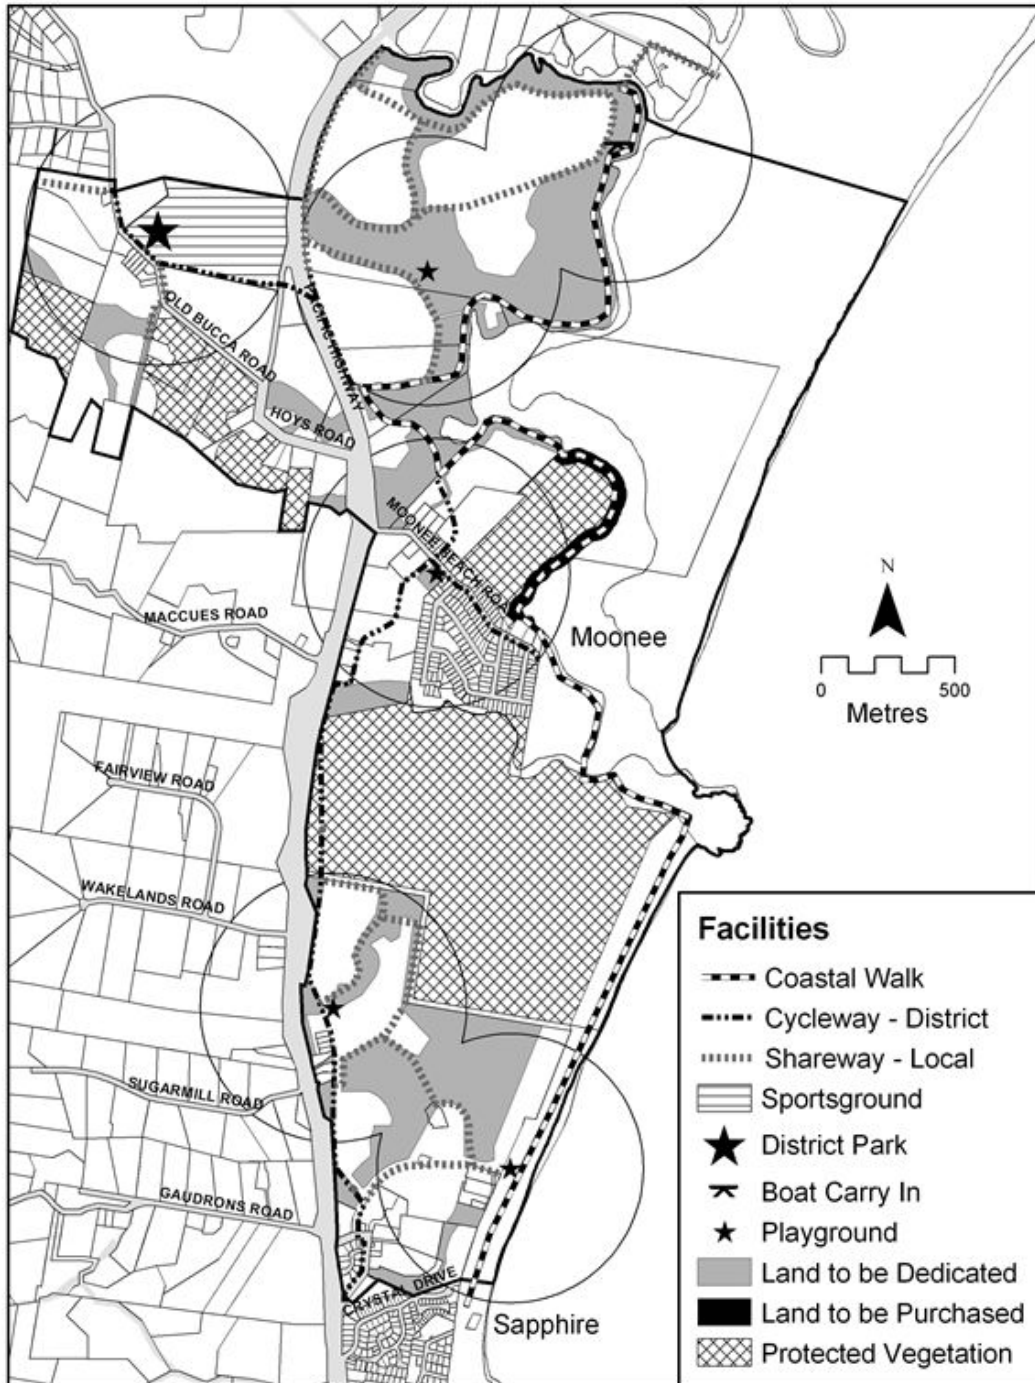 OLD BUCCA ROAD
PACIFIC HIGHWAY
HOYS ROAD
MOONEE BEACH ROAD
MACCUES ROAD
Moonee
N
0 500
Metres
FAIRVIEW ROAD
WAKELANDS ROAD
SUGARMILL ROAD
GAUDRONS ROAD
CRYSTAL DRIVE
Sapphire
Facilities
Coastal Walk
Cycleway - District
Shareway - Local
Sportsground
District Park
Boat Carry In
Playground
Land to be Dedicated
Land to be Purchased
Protected Vegetation